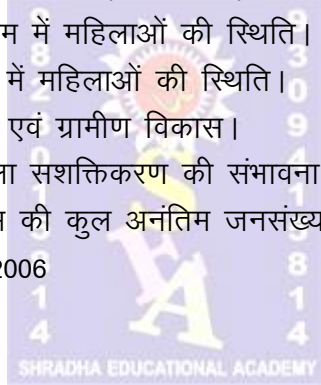 म में महिलाओं की स्थिति।
में महिलाओं की स्थिति।
एवं ग्रामीण विकास।
ला सशक्तिकरण की संभावना
की कुल अनंतिम जनसंख्य
2006
SHRADHA EDUCATIONAL ACADEMY